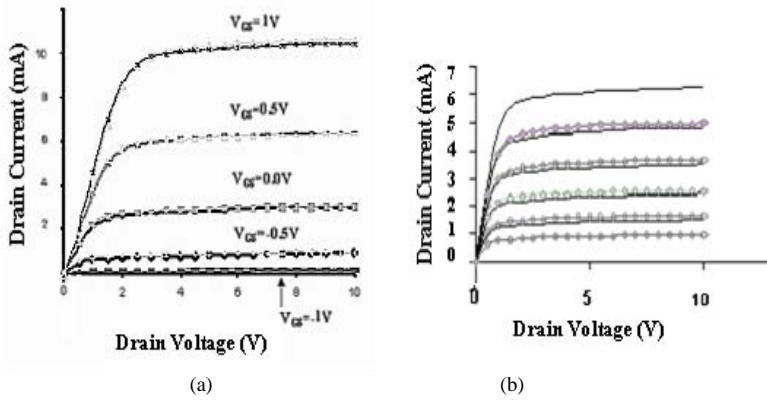 V_GS=1V
V_GS=0.5V
V_GS=0.0V
V_GS=-0.5V
V_GS=-1V
Drain Current (mA)
10
8
6
4
2
0
2
4
6
8
10
Drain Voltage (V)
(a)
Drain Current (mA)
7
6
5
4
3
2
1
0
0
5
10
Drain Voltage (V)
(b)